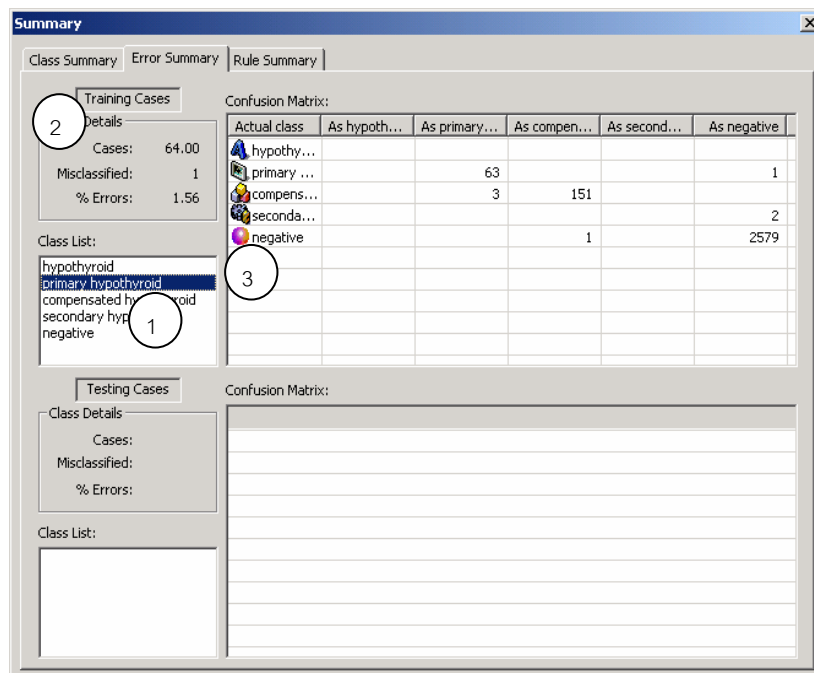 Summary
Class Summary Error Summary Rule Summary
Training Cases
Details
Cases: 64.00
Misclassified: 1
% Errors: 1.56
Class List:
hypothyroid
primary hypothyroid
compensated hy roid
secondary hyp
negative
1
2
3
Confusion Matrix:
Actual class As hypoth... As primary... As compen... As second... As negative
hypothy...
primary ... 63 1
compens... 3 151
seconda... 2
negative 1 2579
Testing Cases
Class Details
Cases:
Misclassified:
% Errors:
Class List:
Confusion Matrix: